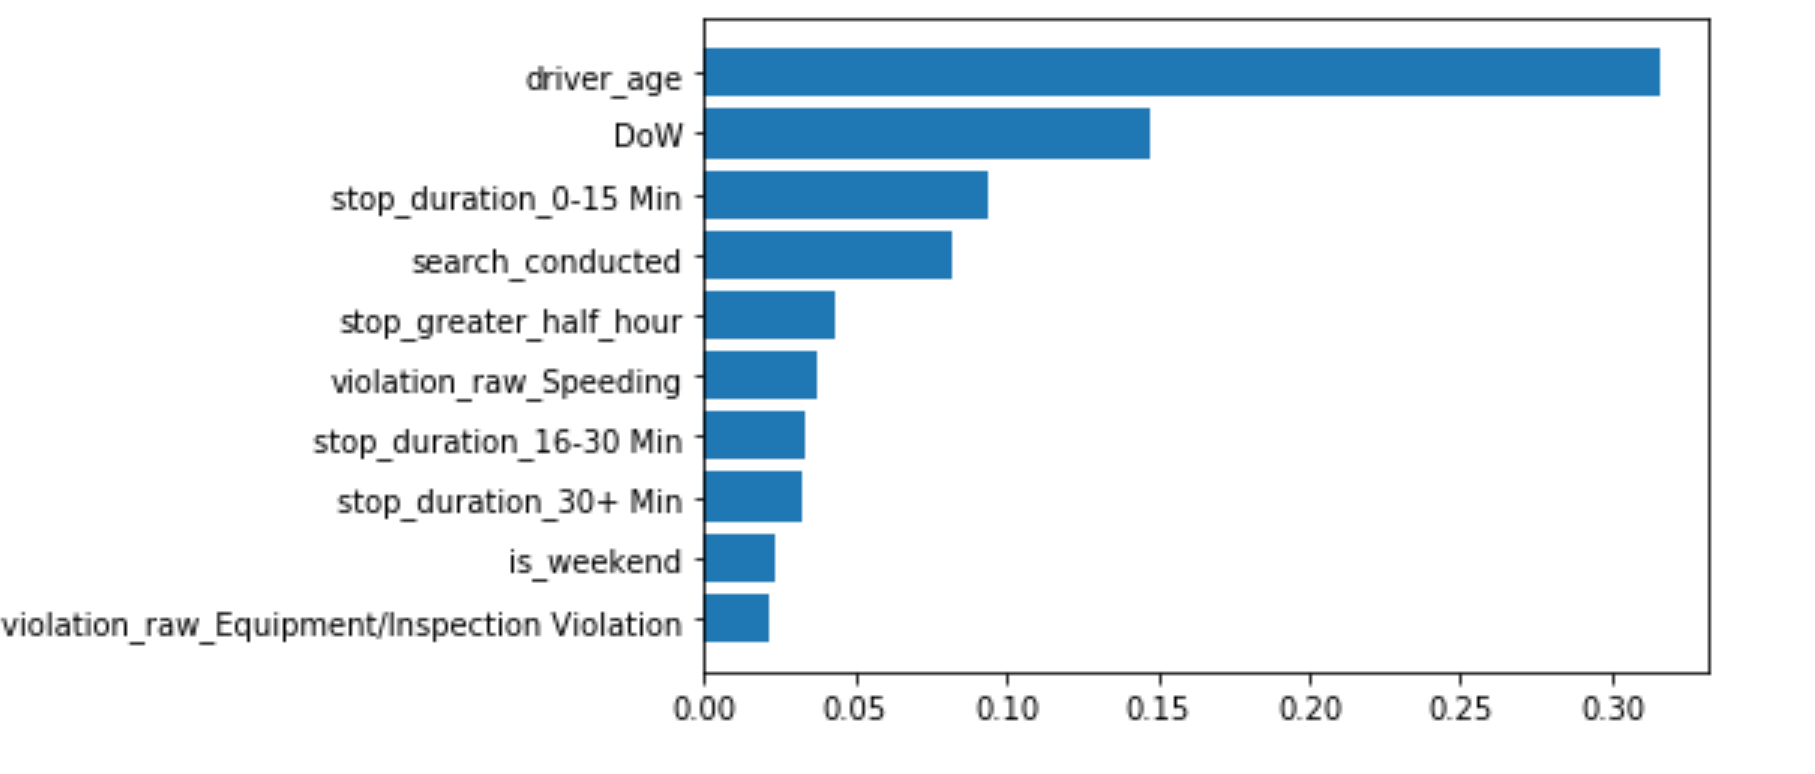 driver_age
DoW
stop_duration_0-15 Min
search_conducted
stop_greater_half_hour
violation_raw_Speeding
stop_duration_16-30 Min
stop_duration_30+ Min
is_weekend
violation_raw_Equipment/Inspection Violation
0.00 0.05 0.10 0.15 0.20 0.25 0.30